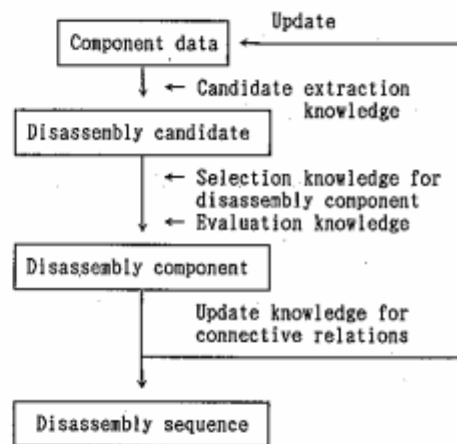 Update
Component data
← Candidate extraction
knowledge
Disassembly candidate
← Selection knowledge for
disassembly component
← Evaluation knowledge
Disassembly component
Update knowledge for
connective relations
Disassembly sequence